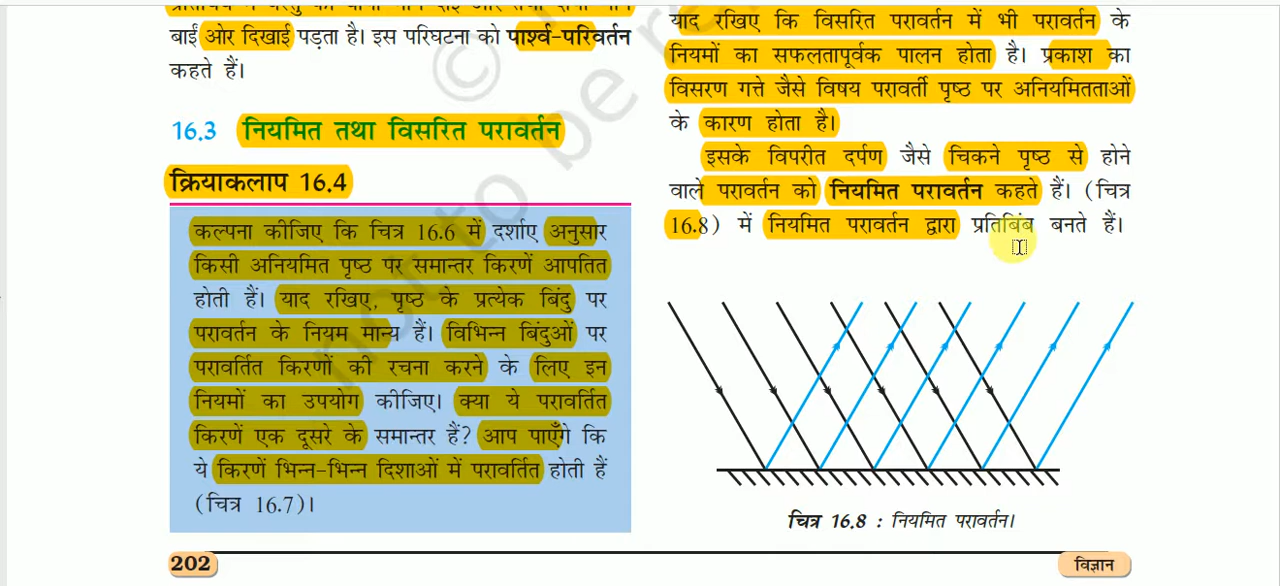 बाईं ओर दिखाई पड़ता है। इस परिघटना को पार्श्व-परिवर्तन
कहते हैं।
16.3 नियमित तथा विसरित परावर्तन
क्रियाकलाप 16.4
कल्पना कीजिए कि चित्र 16.6 में दर्शाए अनुसार
किसी अनियमित पृष्ठ पर समान्तर किरणें आपतित
होती हैं। याद रखिए, पृष्ठ के प्रत्येक बिंदु पर
परावर्तन के नियम मान्य हैं। विभिन्न बिंदुओं पर
परावर्तित किरणों की रचना करने के लिए इन
नियमों का उपयोग कीजिए। क्या ये परावर्तित
किरणें एक दूसरे के समान्तर हैं? आप पाएँगे कि
ये किरणें भिन्न-भिन्न दिशाओं में परावर्तित होती हैं
(चित्र 16.7)।
याद रखिए कि विसरित परावर्तन में भी परावर्तन के
नियमों का सफलतापूर्वक पालन होता है। प्रकाश का
विसरण गत्ते जैसे विषय परावर्ती पृष्ठ पर अनियमितताओं
के कारण होता है।
इसके विपरीत दर्पण जैसे चिकने पृष्ठ से होने
वाले परावर्तन को नियमित परावर्तन कहते हैं। (चित्र
16.8) में नियमित परावर्तन द्वारा प्रतिबिंब बनते हैं।
चित्र 16.8 : नियमित परावर्तन।
202
विज्ञान
© not to be re